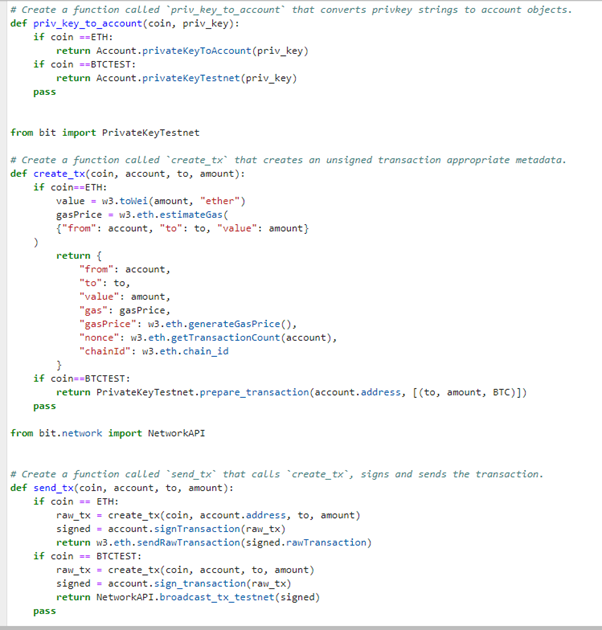 # Create a function called `priv_key_to_account` that converts privkey strings to account objects.
def priv_key_to_account(coin, priv_key):
    if coin ==ETH:
        return Account.privateKeyToAccount(priv_key)
    if coin ==BTCTEST:
        return Account.privateKeyTestnet(priv_key)
    pass
from bit import PrivateKeyTestnet
# Create a function called `create_tx` that creates an unsigned transaction appropriate metadata.
def create_tx(coin, account, to, amount):
    if coin==ETH:
        value = w3.toWei(amount, "ether")
        gasPrice = w3.eth.estimateGas(
        {"from": account, "to": to, "value": amount}
    )
        return {
            "from": account,
            "to": to,
            "value": amount,
            "gas": gasPrice,
            "gasPrice": w3.eth.generateGasPrice(),
            "nonce": w3.eth.getTransactionCount(account),
            "chainId": w3.eth.chain_id
        }
    if coin==BTCTEST:
        return PrivateKeyTestnet.prepare_transaction(account.address, [(to, amount, BTC)])
    pass
from bit.network import NetworkAPI
# Create a function called `send_tx` that calls `create_tx`, signs and sends the transaction.
def send_tx(coin, account, to, amount):
    if coin == ETH:
        raw_tx = create_tx(coin, account.address, to, amount)
        signed = account.signTransaction(raw_tx)
        return w3.eth.sendRawTransaction(signed.rawTransaction)
    if coin == BTCTEST:
        raw_tx = create_tx(coin, account, to, amount)
        signed = account.sign_transaction(raw_tx)
        return NetworkAPI.broadcast_tx_testnet(signed)
    pass